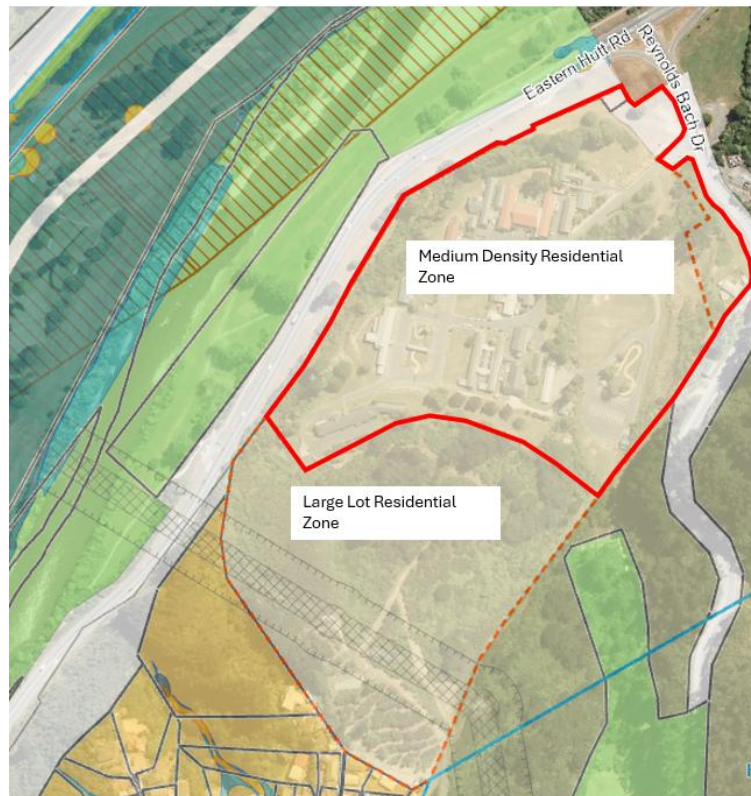 Eastern Hutt Rd
Reynolds Bach Dr
Medium Density Residential
Zone
Large Lot Residential
Zone